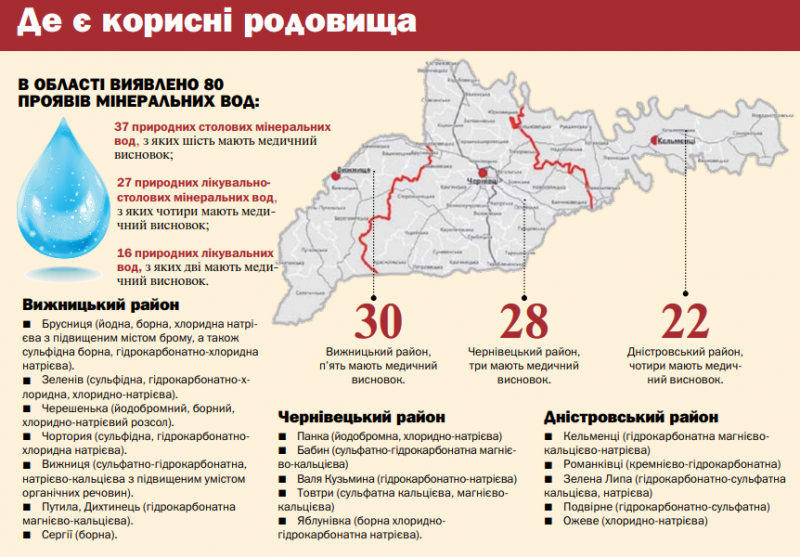 Де є корисні родовища
В ОБЛАСТІ ВИЯВЛЕНО 80
ПРОЯВІВ МІНЕРАЛЬНИХ ВОД:
37 природних столових мінеральних
вод, з яких шість мають медичний
висновок;
27 природних лікувально-
столових мінеральних вод,
з яких чотири мають меди-
чний висновок;
16 природних лікувальних
вод, з яких дві мають меди-
чний висновок.
Вижниця
Чернівці
Кельменці
30
Вижницький район,
п'ять мають медичний
висновок.
28
Чернівецький район,
три мають медичний
висновок.
22
Дністровський район,
чотири мають медич-
ний висновок.
Вижницький район
■ Брусниця (йодна, борна, хлоридна натрі-
єва з підвищеним містом брому, а також
сульфідна борна, гідрокарбонатно-хлоридна
натрієва).
■ Зеленів (сульфідна, гідрокарбонатно-х-
лоридна, хлоридно-натрієва).
■ Черешенька (йодобромний, борний,
хлоридно-натрієвий розсол).
■ Чортория (сульфідна, гідрокарбонатно-
хлоридна натрієва).
■ Вижниця (сульфатно-гідрокарбонатна,
натрієво-кальцієва з підвищеним умістом
органічних речовин).
■ Путила, Дихтинець (гідрокарбонатна
магнієво-кальцієва).
■ Сергії (борна).
Чернівецький район
■ Панка (йодобромна, хлоридно-натрієва)
■ Бабин (сульфатно-гідрокарбонатна магніє-
во-кальцієва)
■ Валя Кузьмина (гідрокарбонатно-натрієва)
■ Товтри (сульфатна кальцієва, магнієво-
кальцієва)
■ Яблунівка (борна хлоридно-
гідрокарбонатна натрієва).
Дністровський район
■ Кельменці (гідрокарбонатна магнієво-
кальцієво-натрієва)
■ Романківці (кремнієво-гідрокарбонатна)
■ Зелена Липа (гідрокарбонатно-сульфатна
кальцієва, натрієва)
■ Подвірне (гідрокарбонатно-сульфатна)
■ Ожеве (хлоридно-натрієва)